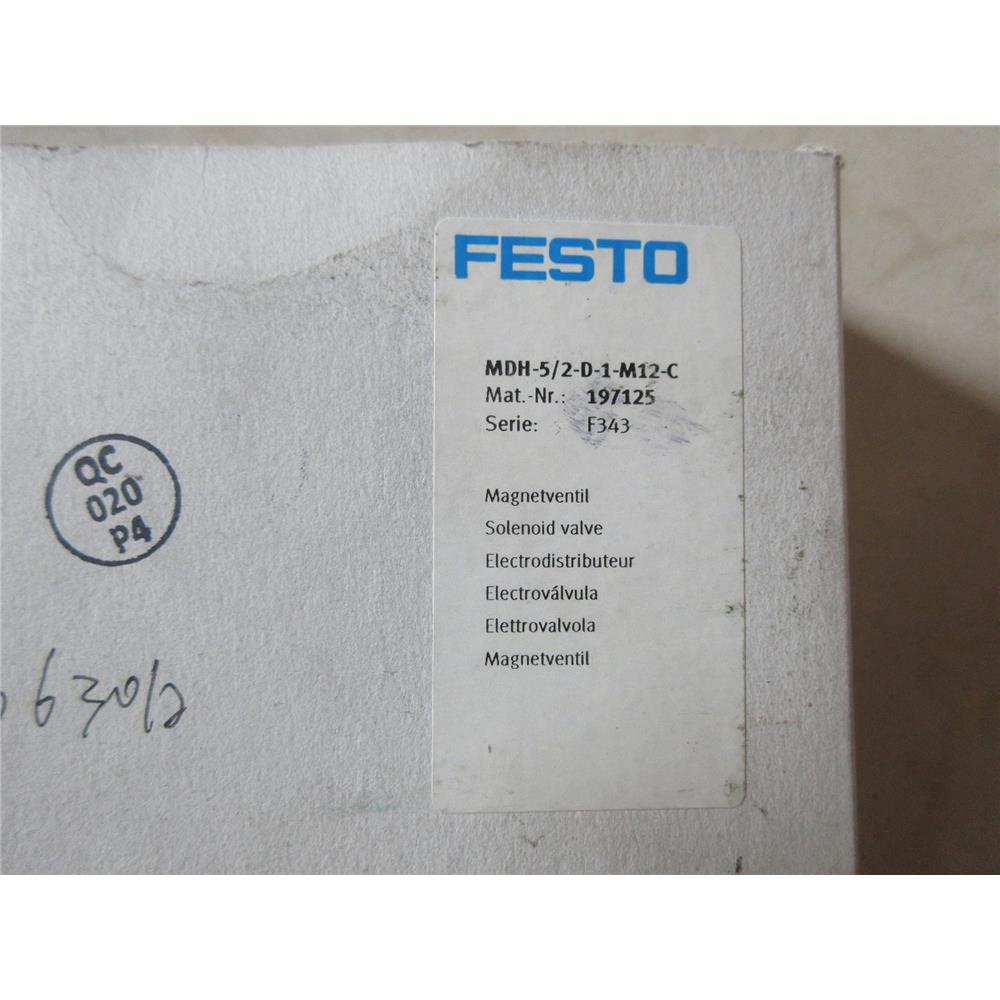 FESTO
MDH-5/2-D-1-M12-C
Mat.-Nr.: 197125
Serie: F343
Magnetventil
Solenoid valve
Electrodistributeur
Electroválvula
Elettrovalvola
Magnetventil
QC
020
P4